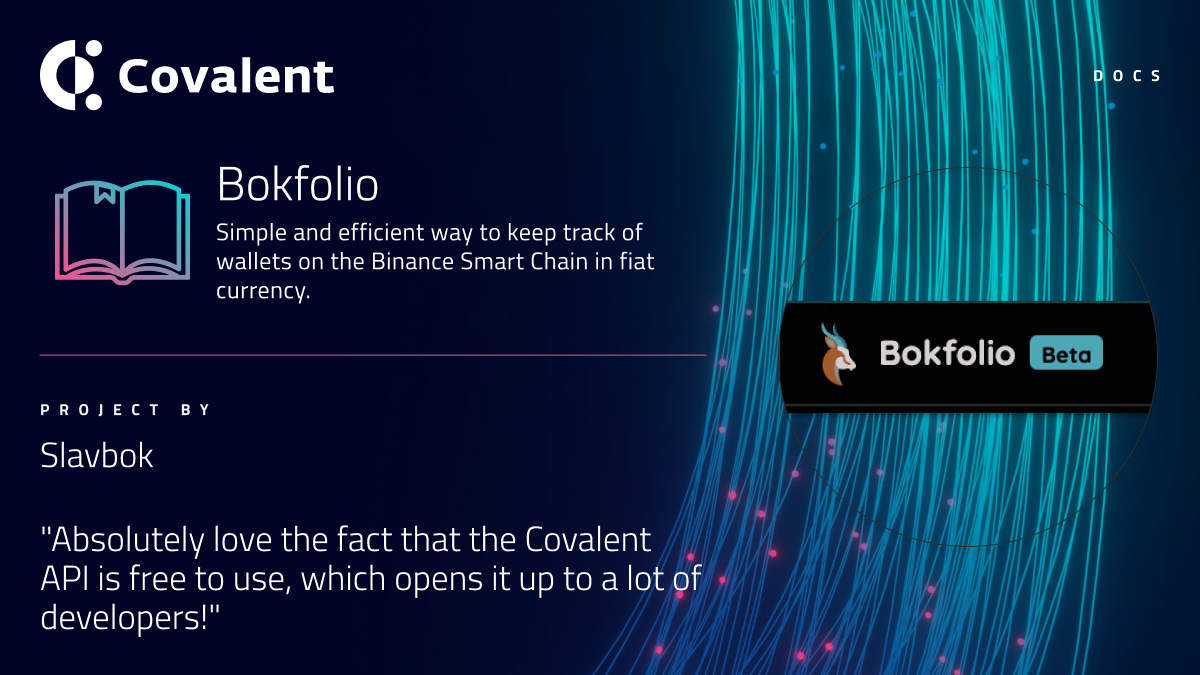 Covalent
DOCS
Bokfolio
Simple and efficient way to keep track of
wallets on the Binance Smart Chain in fiat
currency.
Bokfolio Beta
PROJECT BY
Slavbok
"Absolutely love the fact that the Covalent
API is free to use, which opens it up to a lot of
developers!"